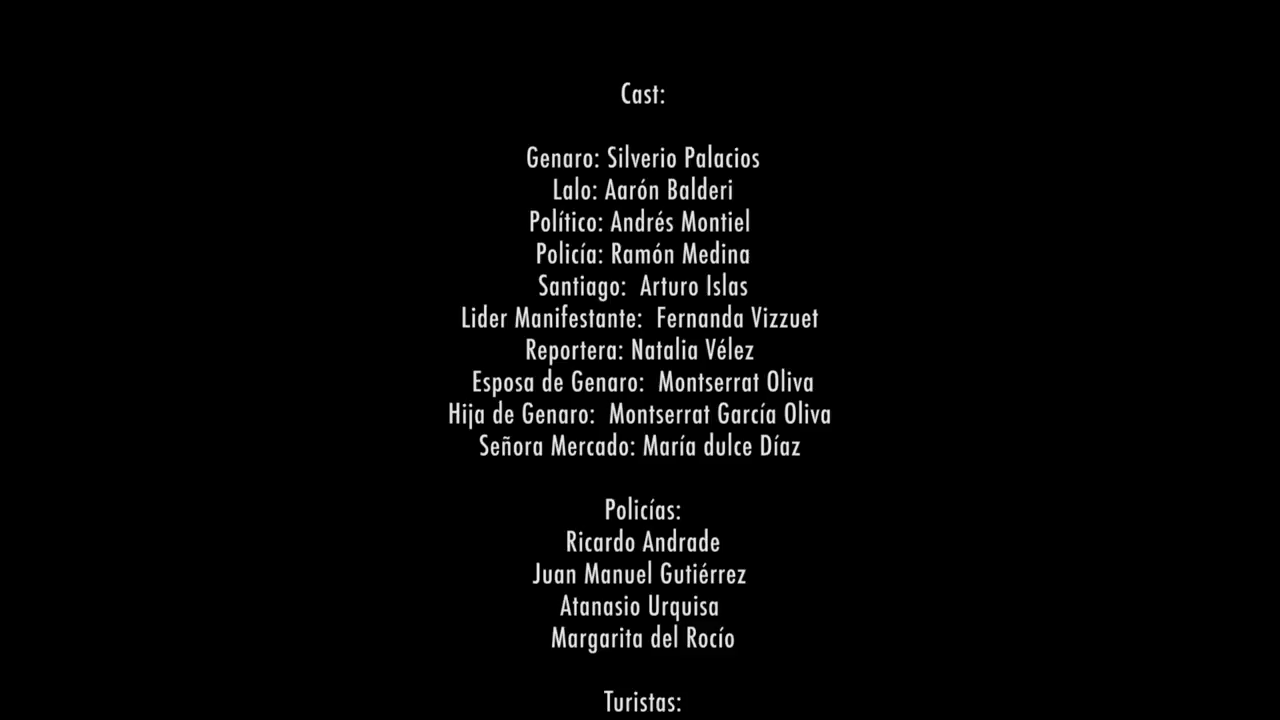 Cast:
Genaro: Silverio Palacios
Lalo: Aarón Balderi
Político: Andrés Montiel
Policía: Ramón Medina
Santiago:  Arturo Islas
Lider Manifestante:  Fernanda Vizzuet
Reportera: Natalia Vélez
Esposa de Genaro:  Montserrat Oliva
Hija de Genaro:  Montserrat García Oliva
Señora Mercado: María dulce Díaz
Policías:
Ricardo Andrade
Juan Manuel Gutiérrez
Atanasio Urquisa
Margarita del Rocío
Turistas: